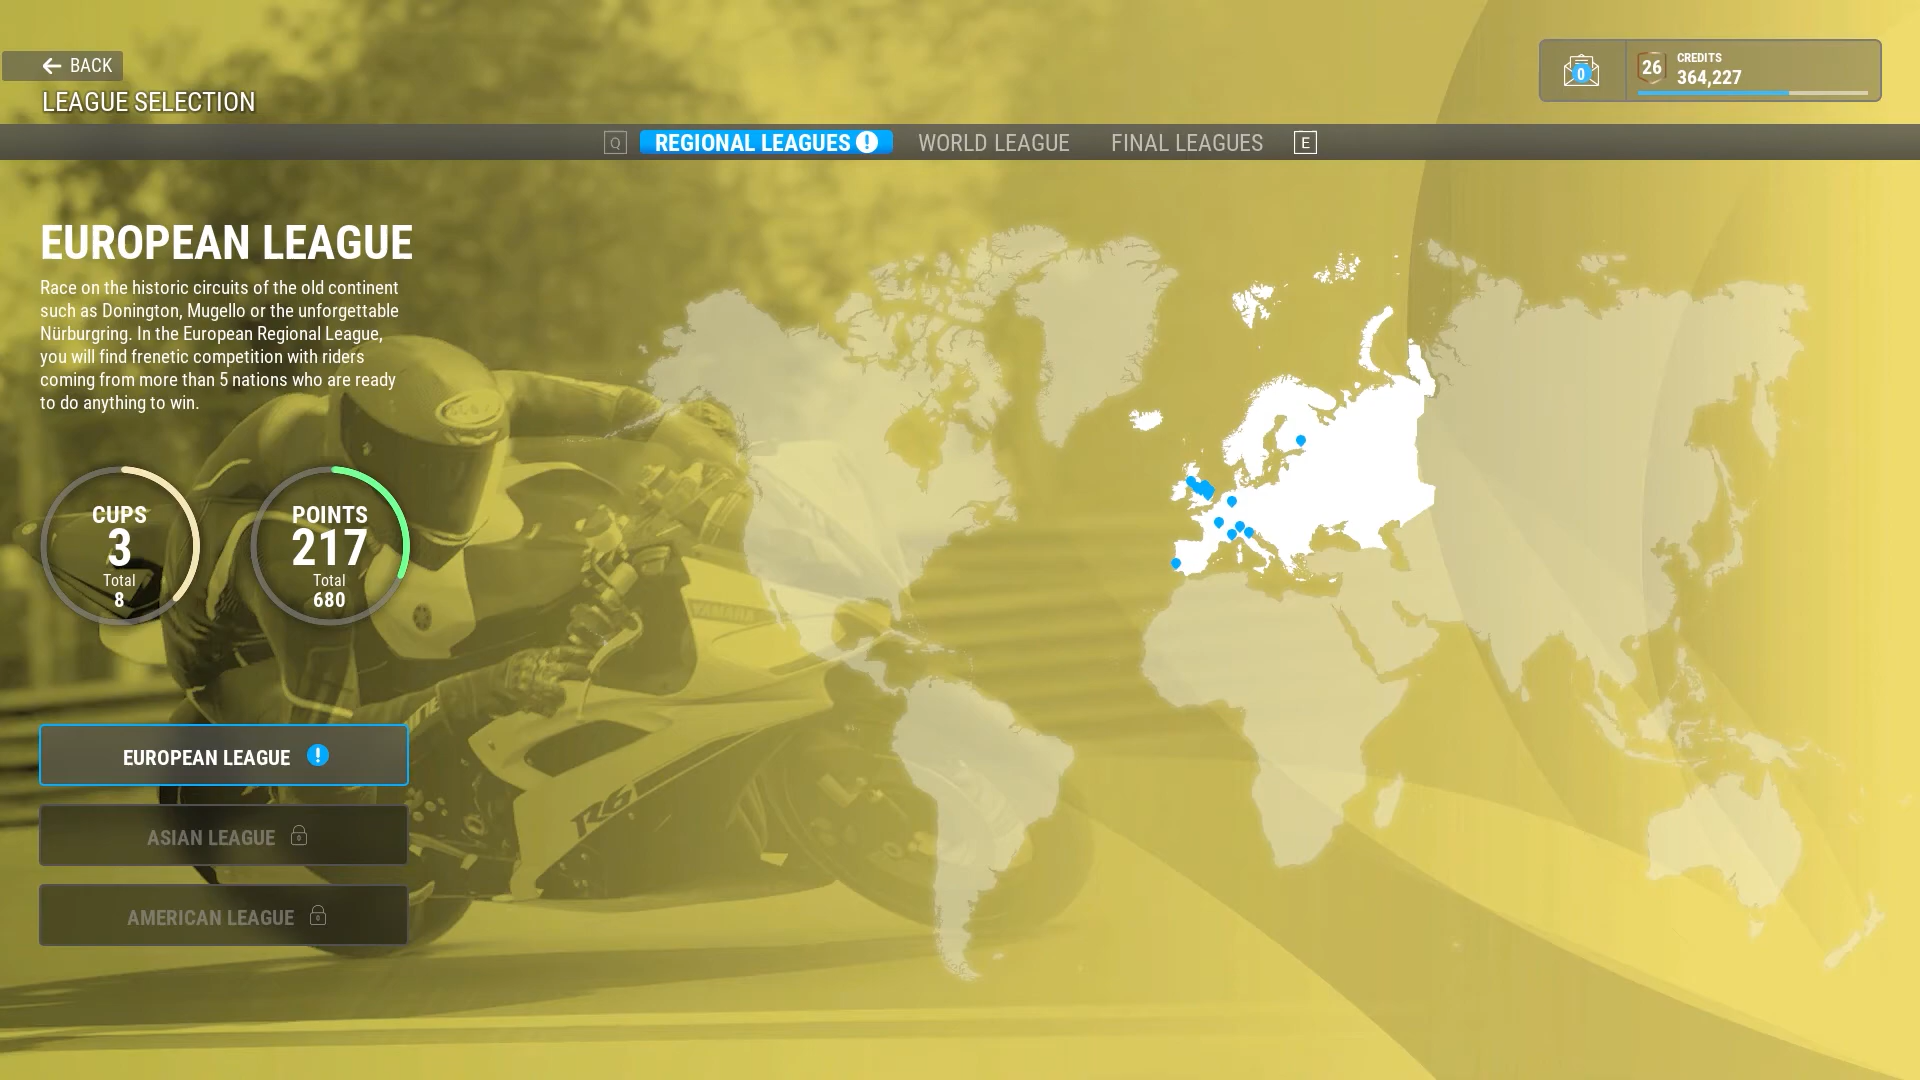 BACK
LEAGUE SELECTION
0
26
CREDITS
364,227
Q
REGIONAL LEAGUES
WORLD LEAGUE
FINAL LEAGUES
E
EUROPEAN LEAGUE
Race on the historic circuits of the old continent
such as Donington, Mugello or the unforgettable
Nürburgring. In the European Regional League,
you will find frenetic competition with riders
coming from more than 5 nations who are ready
to do anything to win.
CUPS
3
Total
8
POINTS
217
Total
680
EUROPEAN LEAGUE
ASIAN LEAGUE
AMERICAN LEAGUE
R6
YAMAHA